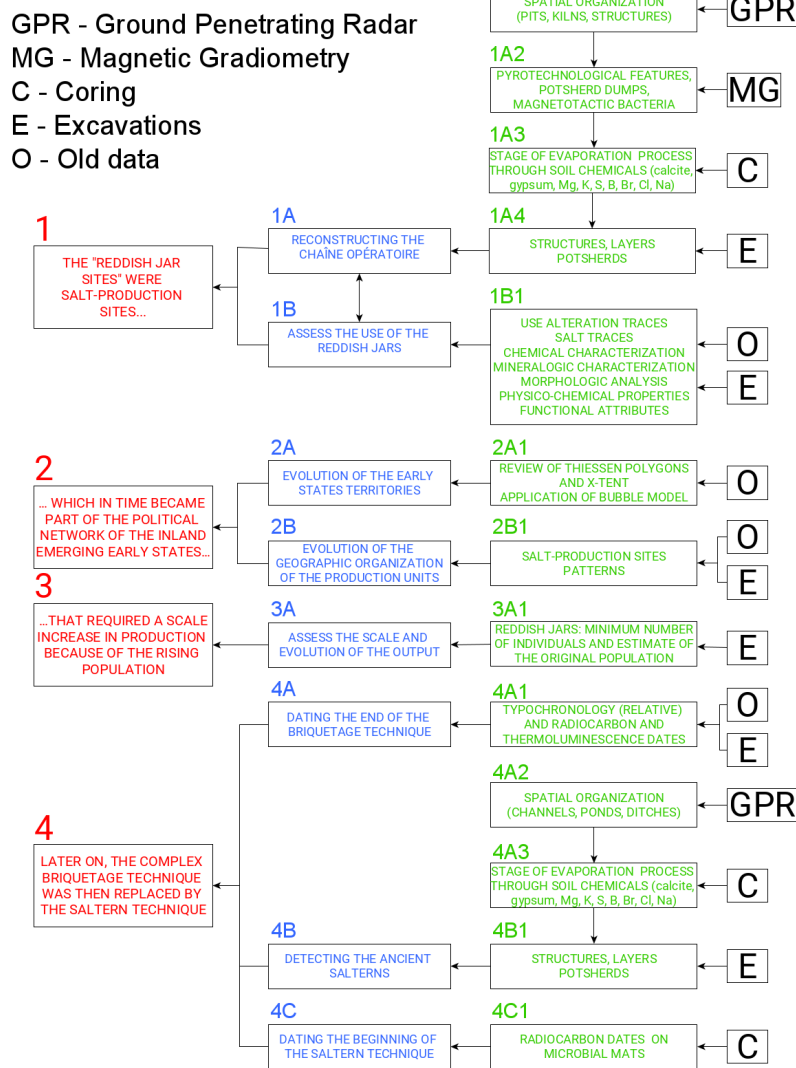 GPR - Ground Penetrating Radar
MG - Magnetic Gradiometry
C - Coring
E - Excavations
O - Old data
SPATIAL ORGANIZATION
(PITS, KILNS, STRUCTURES)
GPR
1A2
PYROTECHNOLOGICAL FEATURES,
POTSHERD DUMPS,
MAGNETOTACTIC BACTERIA
MG
1A3
STAGE OF EVAPORATION PROCESS
THROUGH SOIL CHEMICALS (calcite,
gypsum, Mg, K, S, B, Br, Cl, Na)
C
1
THE "REDDISH JAR
SITES" WERE
SALT-PRODUCTION
SITES...
1A
RECONSTRUCTING THE
CHAÎNE OPÉRATOIRE
1A4
STRUCTURES, LAYERS
POTSHERDS
E
1B
ASSESS THE USE OF THE
REDDISH JARS
1B1
USE ALTERATION TRACES
SALT TRACES
CHEMICAL CHARACTERIZATION
MINERALOGIC CHARACTERIZATION
MORPHOLOGIC ANALYSIS
PHYSICO-CHEMICAL PROPERTIES
FUNCTIONAL ATTRIBUTES
O
E
2
... WHICH IN TIME BECAME
PART OF THE POLITICAL
NETWORK OF THE INLAND
EMERGING EARLY STATES...
2A
EVOLUTION OF THE EARLY
STATES TERRITORIES
2A1
REVIEW OF THIESSEN POLYGONS
AND X-TENT
APPLICATION OF BUBBLE MODEL
O
2B
EVOLUTION OF THE
GEOGRAPHIC ORGANIZATION
OF THE PRODUCTION UNITS
2B1
SALT-PRODUCTION SITES
PATTERNS
O
E
3
...THAT REQUIRED A SCALE
INCREASE IN PRODUCTION
BECAUSE OF THE RISING
POPULATION
3A
ASSESS THE SCALE AND
EVOLUTION OF THE OUTPUT
3A1
REDDISH JARS: MINIMUM NUMBER
OF INDIVIDUALS AND ESTIMATE OF
THE ORIGINAL POPULATION
E
4A
DATING THE END OF THE
BRIQUETAGE TECHNIQUE
4A1
TYPOCHRONOLOGY (RELATIVE)
AND RADIOCARBON AND
THERMOLUMINESCENCE DATES
O
E
4A2
SPATIAL ORGANIZATION
(CHANNELS, PONDS, DITCHES)
GPR
4
LATER ON, THE COMPLEX
BRIQUETAGE TECHNIQUE
WAS THEN REPLACED BY
THE SALTERN TECHNIQUE
4A3
STAGE OF EVAPORATION PROCESS
THROUGH SOIL CHEMICALS (calcite,
gypsum, Mg, K, S, B, Br, Cl, Na)
C
4B
DETECTING THE ANCIENT
SALTERNS
4B1
STRUCTURES, LAYERS
POTSHERDS
E
4C
DATING THE BEGINNING OF
THE SALTERN TECHNIQUE
4C1
RADIOCARBON DATES ON
MICROBIAL MATS
C